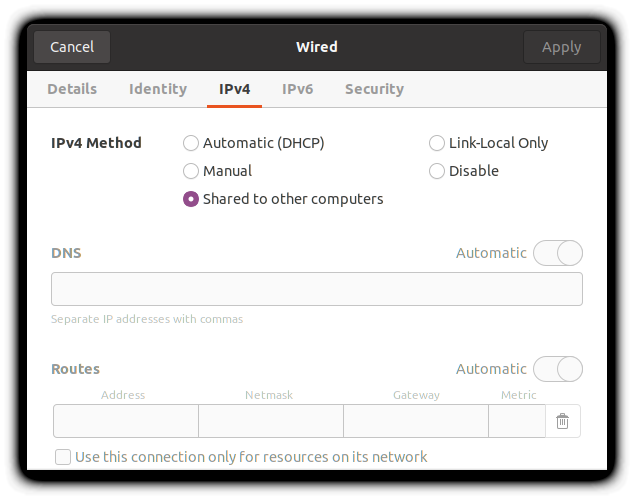 Cancel Wired Apply
Details Identity IPv4 IPv6 Security
IPv4 Method Automatic (DHCP) Link-Local Only
Manual Disable
Shared to other computers
DNS Automatic
Separate IP addresses with commas
Routes Automatic
Address Netmask Gateway Metric
Use this connection only for resources on its network